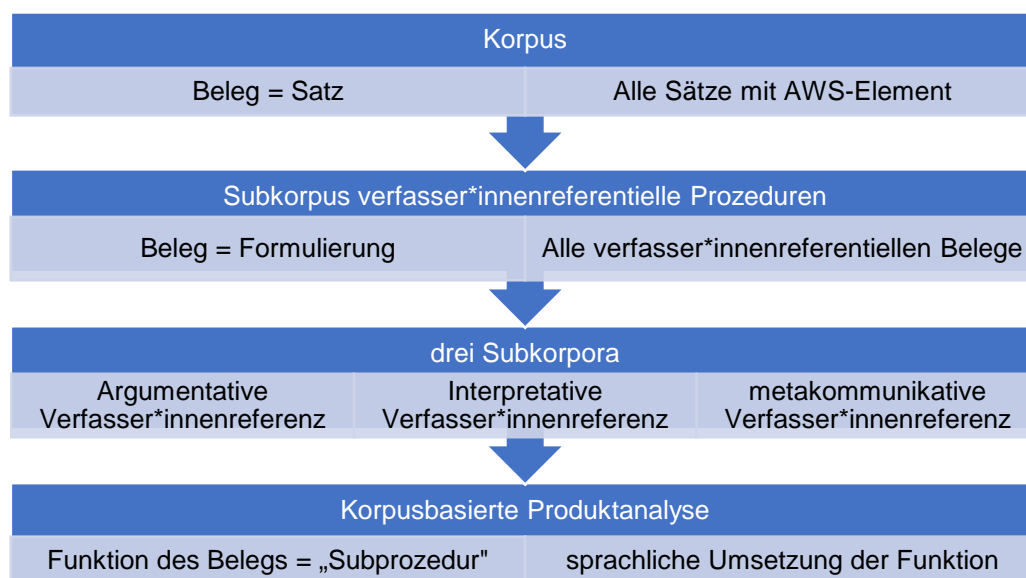 Korpus
Beleg = Satz
Alle Sätze mit AWS-Element
Subkorpus verfasser*innenreferentielle Prozeduren
Beleg = Formulierung
Alle verfasser*innenreferentiellen Belege
drei Subkorpora
Argumentative
Verfasser*innenreferenz
Interpretative
Verfasser*innenreferenz
metakommunikative
Verfasser*innenreferenz
Korpusbasierte Produktanalyse
Funktion des Belegs = „Subprozedur"
sprachliche Umsetzung der Funktion